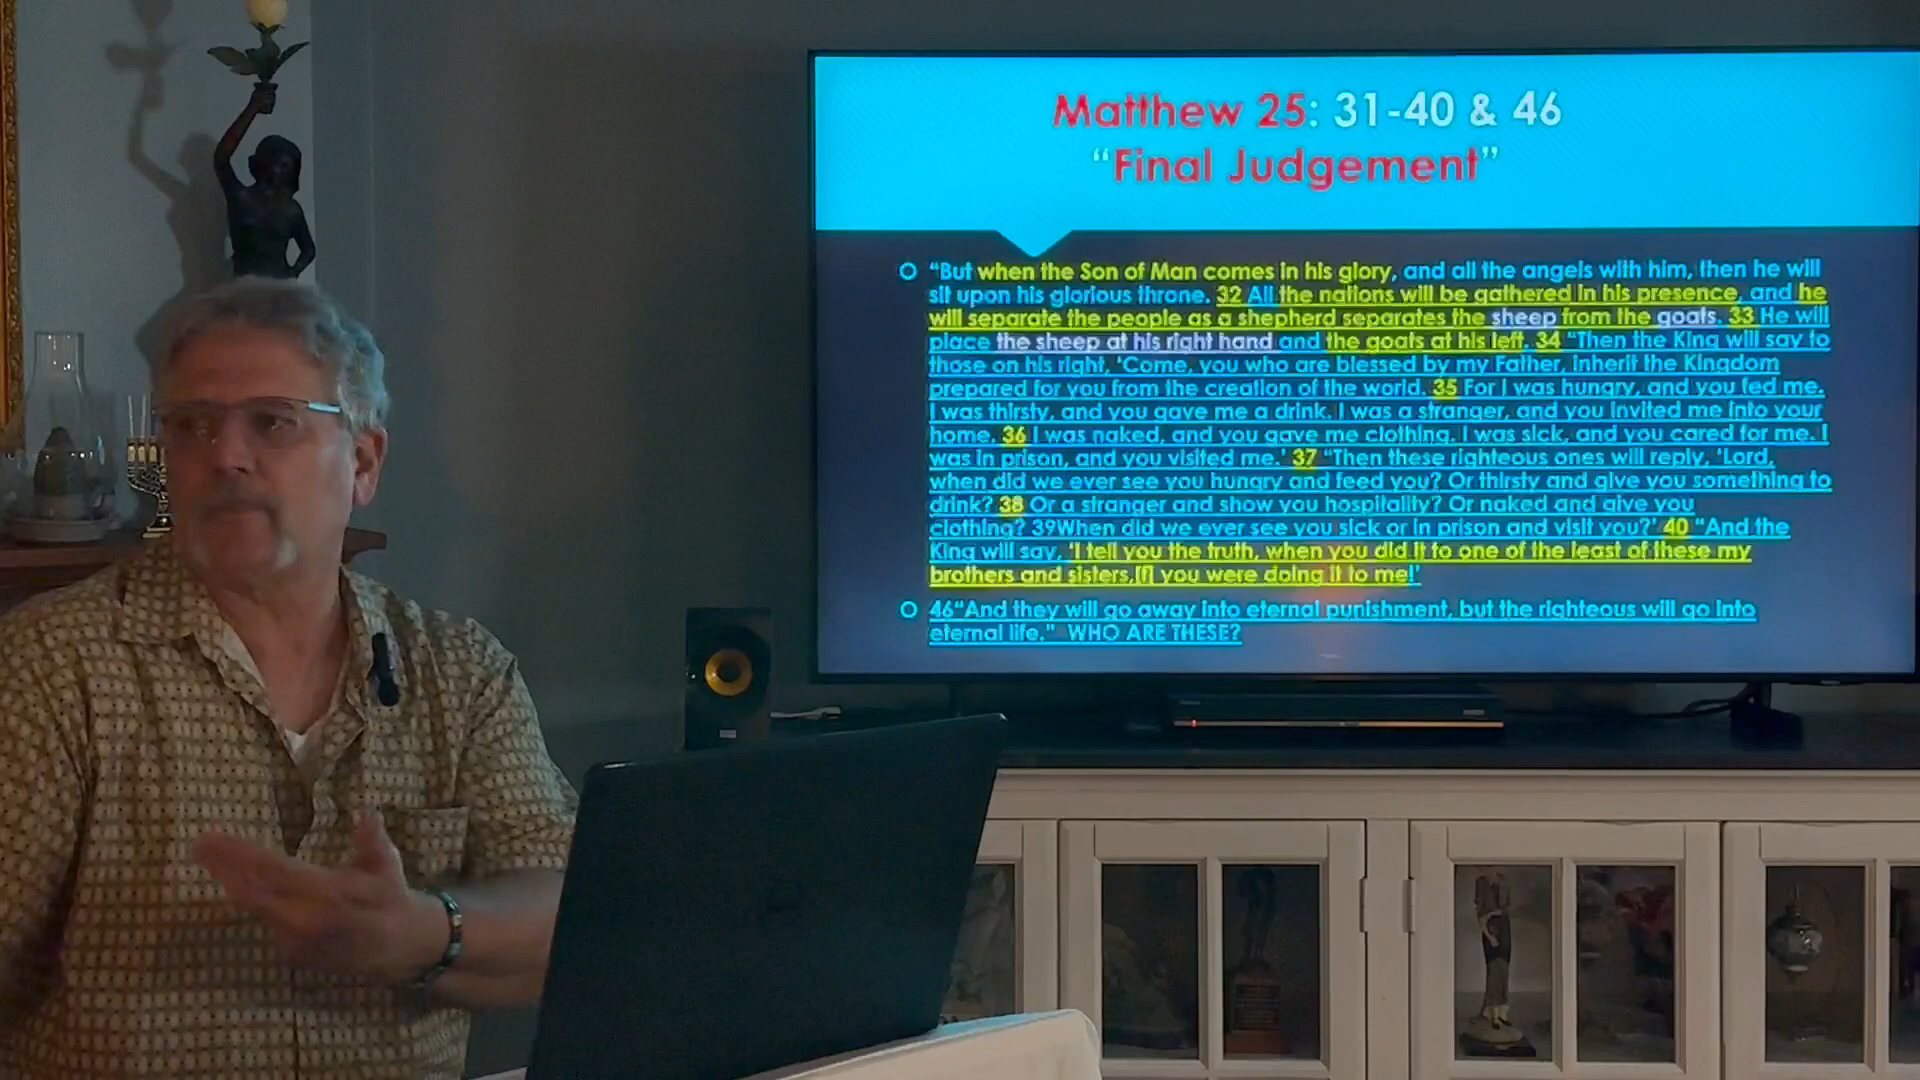 Matthew 25: 31-40 & 46
“Final Judgement”
“But when the Son of Man comes in his glory, and all the angels with him, then he will
sit upon his glorious throne. 32 All the nations will be gathered in his presence, and he
will separate the people as a shepherd separates the sheep from the goats. 33 He will
place the sheep at his right hand and the goats at his left. 34 “Then the King will say to
those on his right, ‘Come, you who are blessed by my Father, inherit the Kingdom
prepared for you from the creation of the world. 35 For I was hungry, and you fed me.
I was thirsty, and you gave me a drink. I was a stranger, and you invited me into your
home. 36 I was naked, and you gave me clothing. I was sick, and you cared for me. I
was in prison, and you visited me.’ 37 “Then these righteous ones will reply, ‘Lord,
when did we ever see you hungry and feed you? Or thirsty and give you something to
drink? 38 Or a stranger and show you hospitality? Or naked and give you
clothing? 39When did we ever see you sick or in prison and visit you?’ 40 “And the
King will say, ‘I tell you the truth, when you did it to one of the least of these my
brothers and sisters,[f] you were doing it to me!’
46“And they will go away into eternal punishment, but the righteous will go into
eternal life.” WHO ARE THESE?